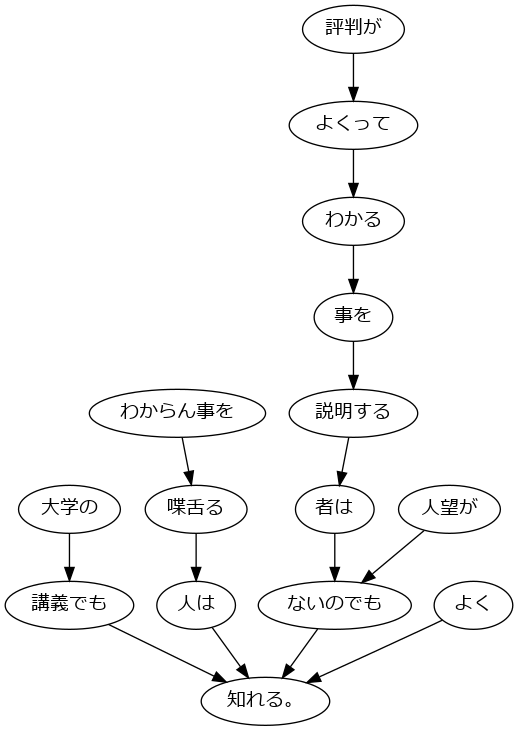 評判が
よくって
わかる
事を
わからん事を
説明する
大学の
喋舌る
者は
人望が
講義でも
人は
ないのでも
よく
知れる。